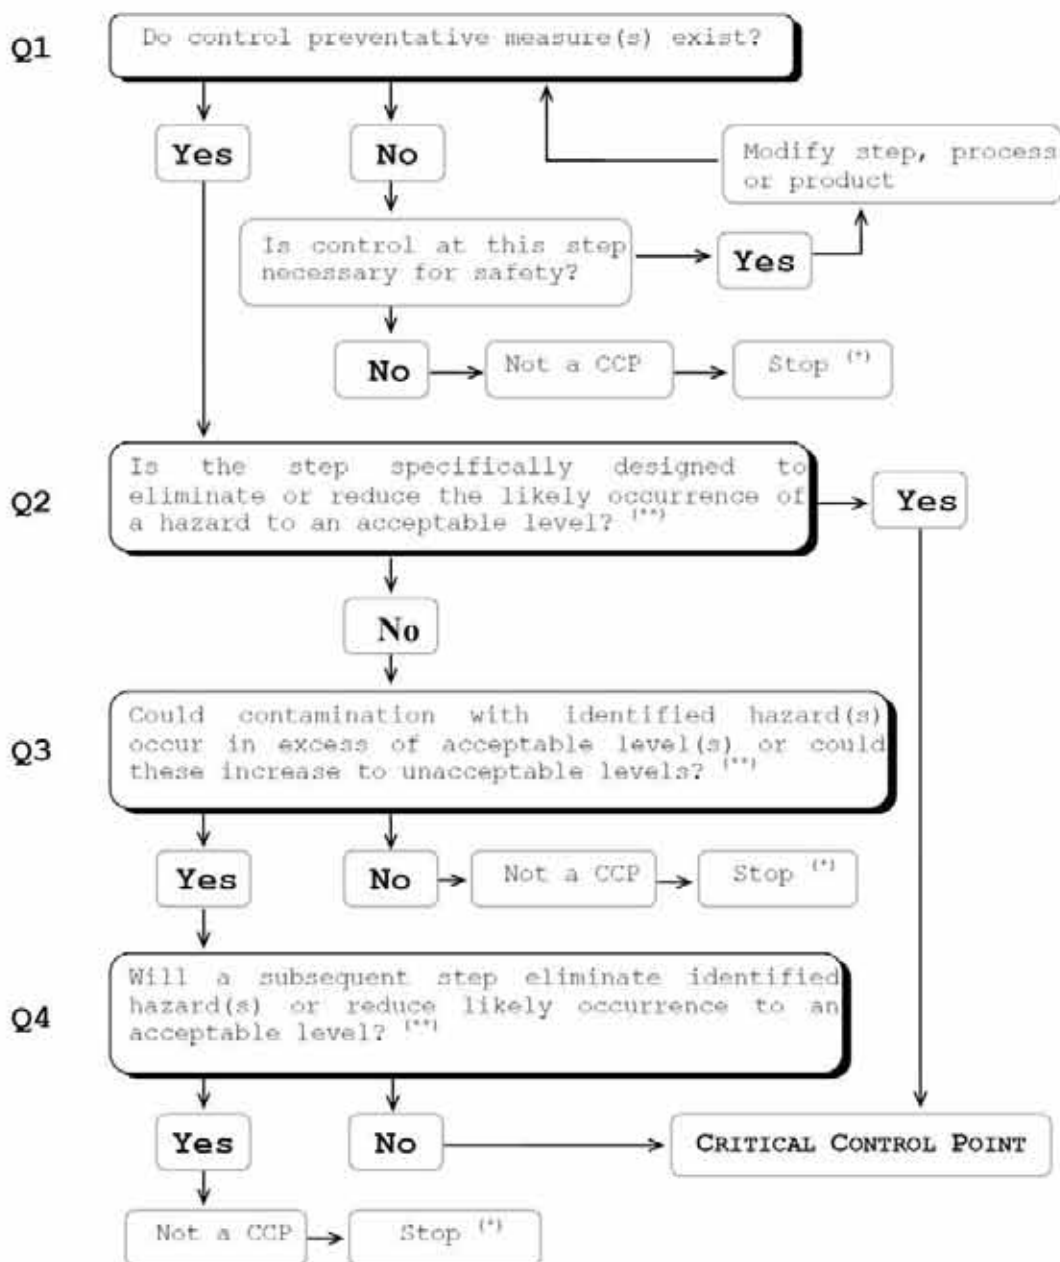 Q1
Do control preventative measure(s) exist?
Yes
No
Modify step, process
or product
Is control at this step
necessary for safety?
Yes
No
Not a CCP
Stop (*)
Q2
Is the step specifically designed to
eliminate or reduce the likely occurrence of
a hazard to an acceptable level? (**)
Yes
No
Q3
Could contamination with identified hazard(s)
occur in excess of acceptable level(s) or could
these increase to unacceptable levels? (**)
Yes
No
Not a CCP
Stop (*)
Q4
Will a subsequent step eliminate identified
hazard(s) or reduce likely occurrence to an
acceptable level? (**)
Yes
No
CRITICAL CONTROL POINT
Not a CCP
Stop (*)